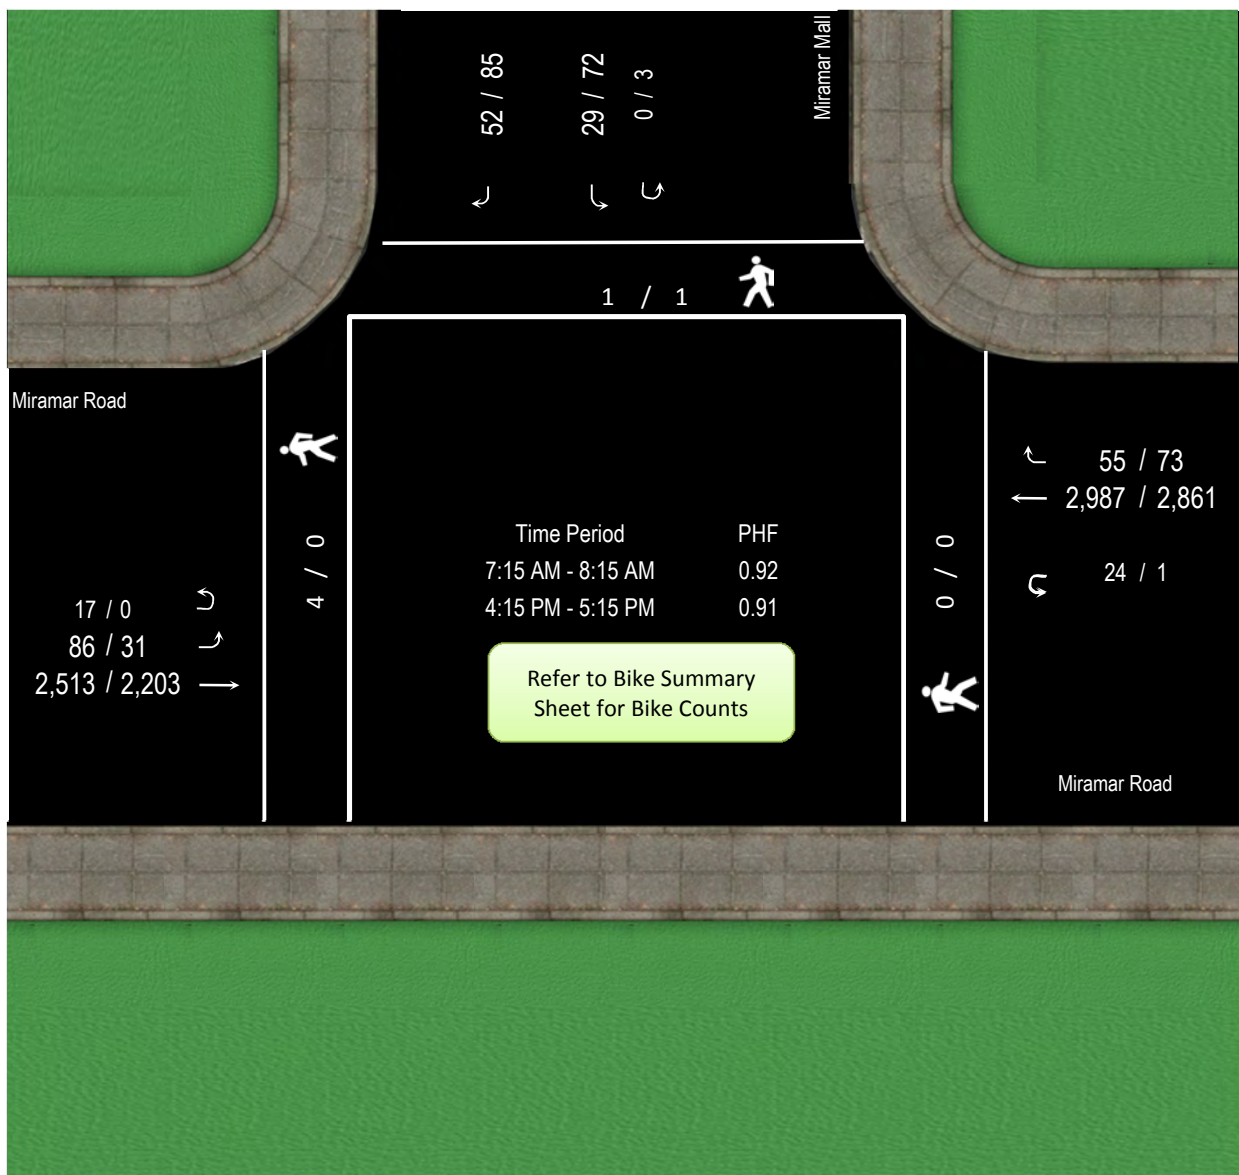 Miramar Mall
52 / 85
29 / 72
0 / 3
1 / 1
Miramar Road
55 / 73
2,987 / 2,861
24 / 1
4 / 0
0 / 0
Time Period PHF
7:15 AM - 8:15 AM 0.92
4:15 PM - 5:15 PM 0.91
17 / 0
86 / 31
2,513 / 2,203
Refer to Bike Summary
Sheet for Bike Counts
Miramar Road